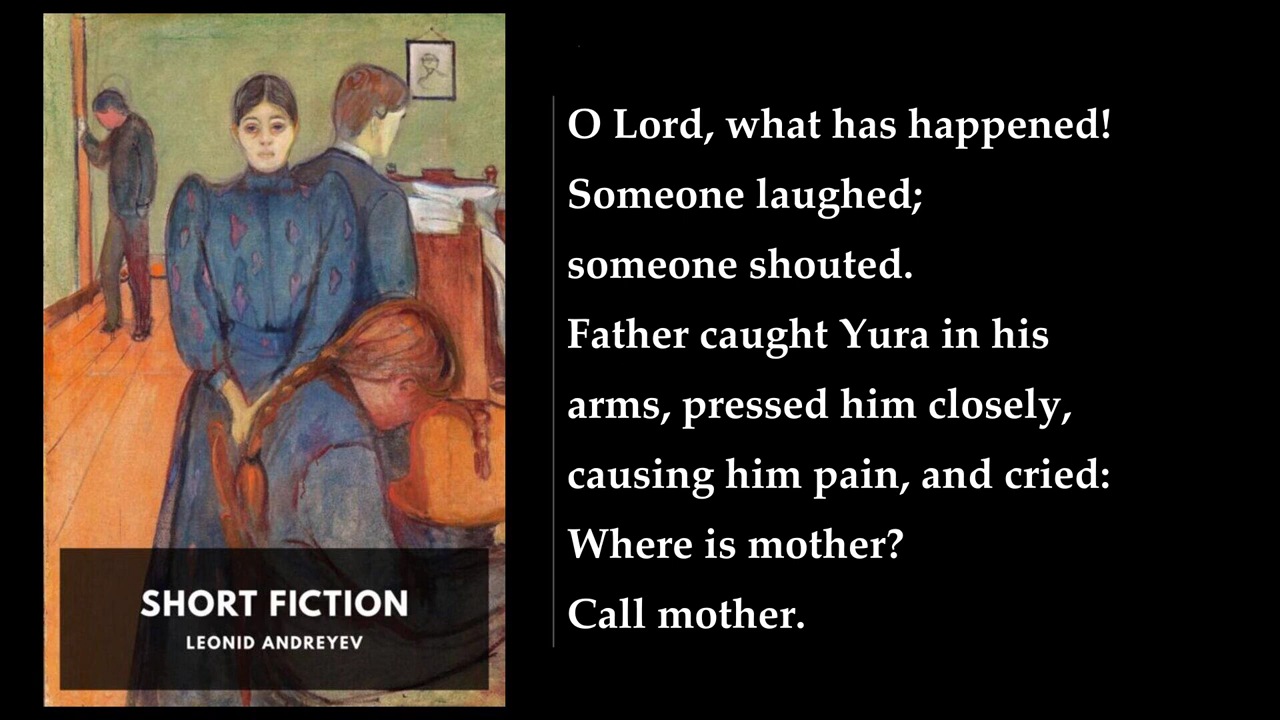 SHORT FICTION
LEONID ANDREYEV
O Lord, what has happened!
Someone laughed;
someone shouted.
Father caught Yura in his
arms, pressed him closely,
causing him pain, and cried:
Where is mother?
Call mother.